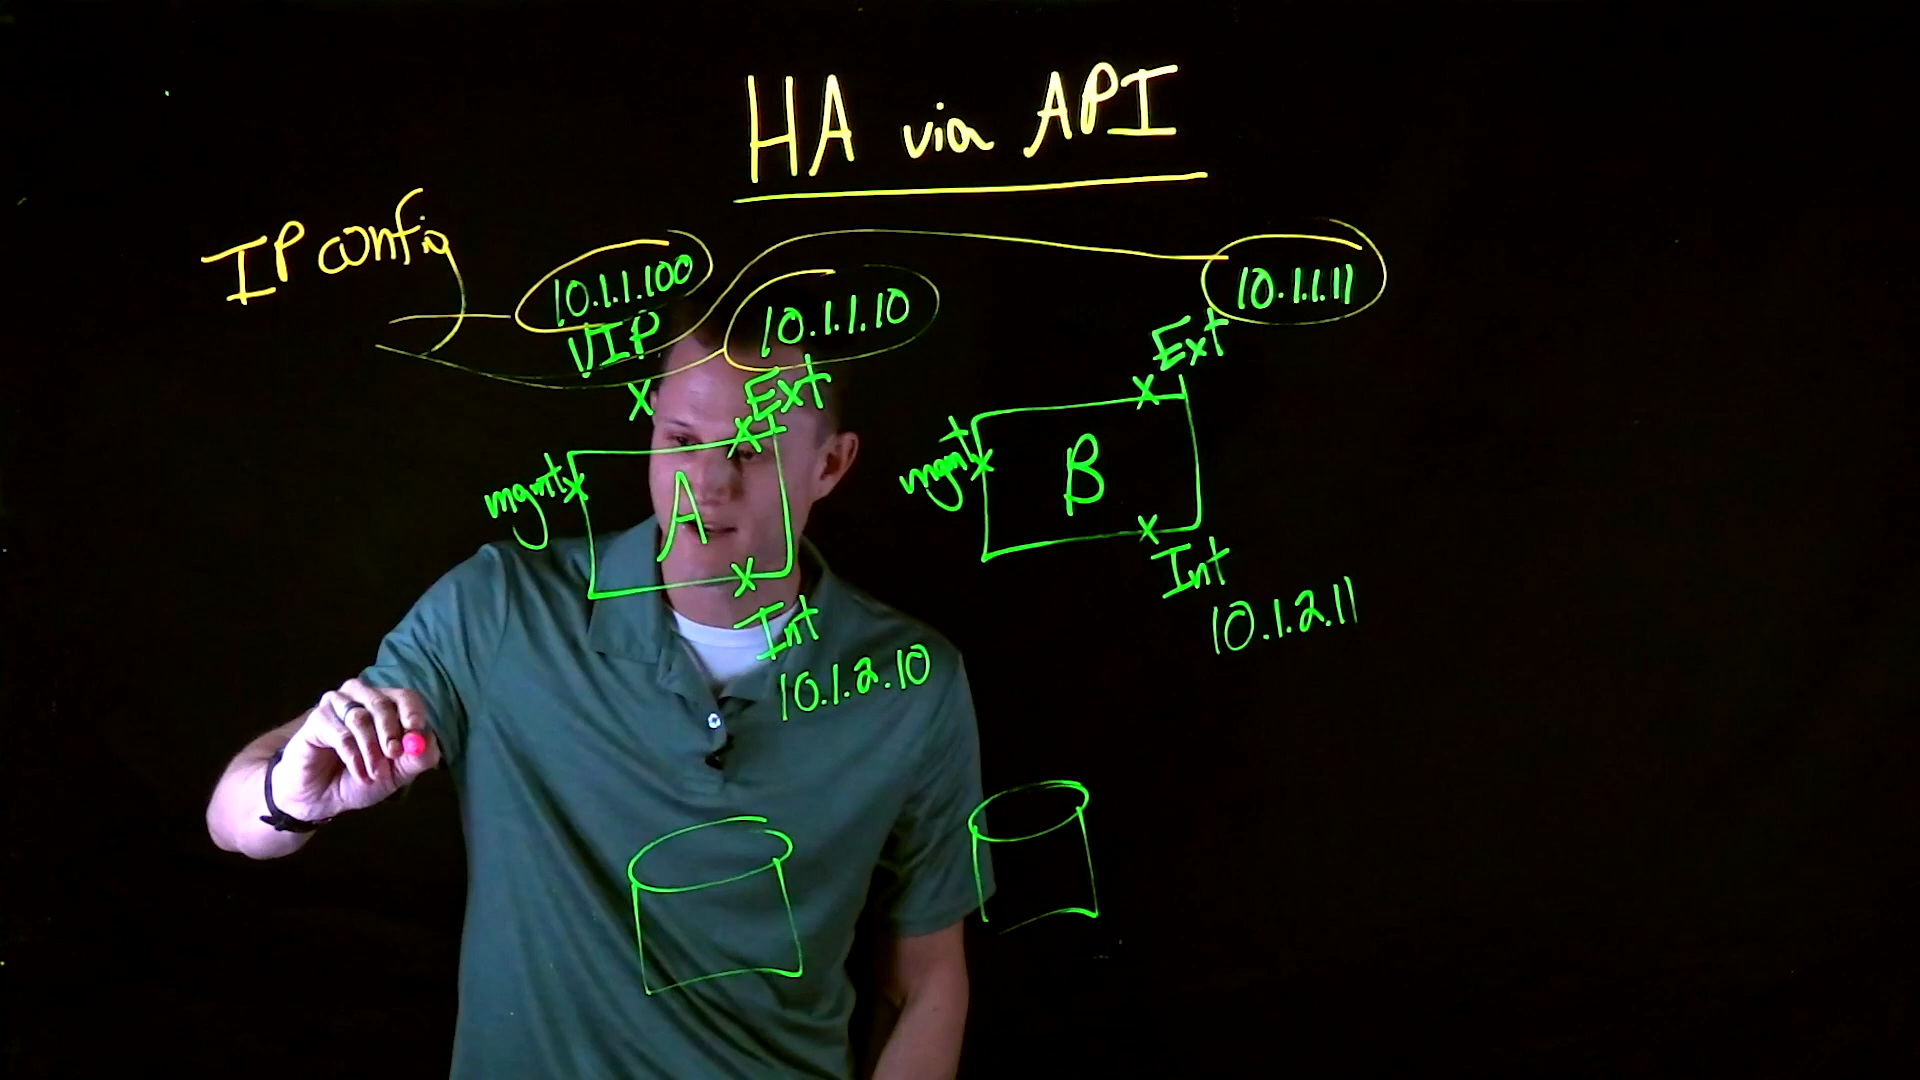 HA via API
IP config
10.1.1.100
VIP
x
10.1.1.10
Ext
x
mgmt
x
A
x
Int
10.1.2.10
10.1.1.11
Ext
x
mgmt
x
B
x
Int
10.1.2.11